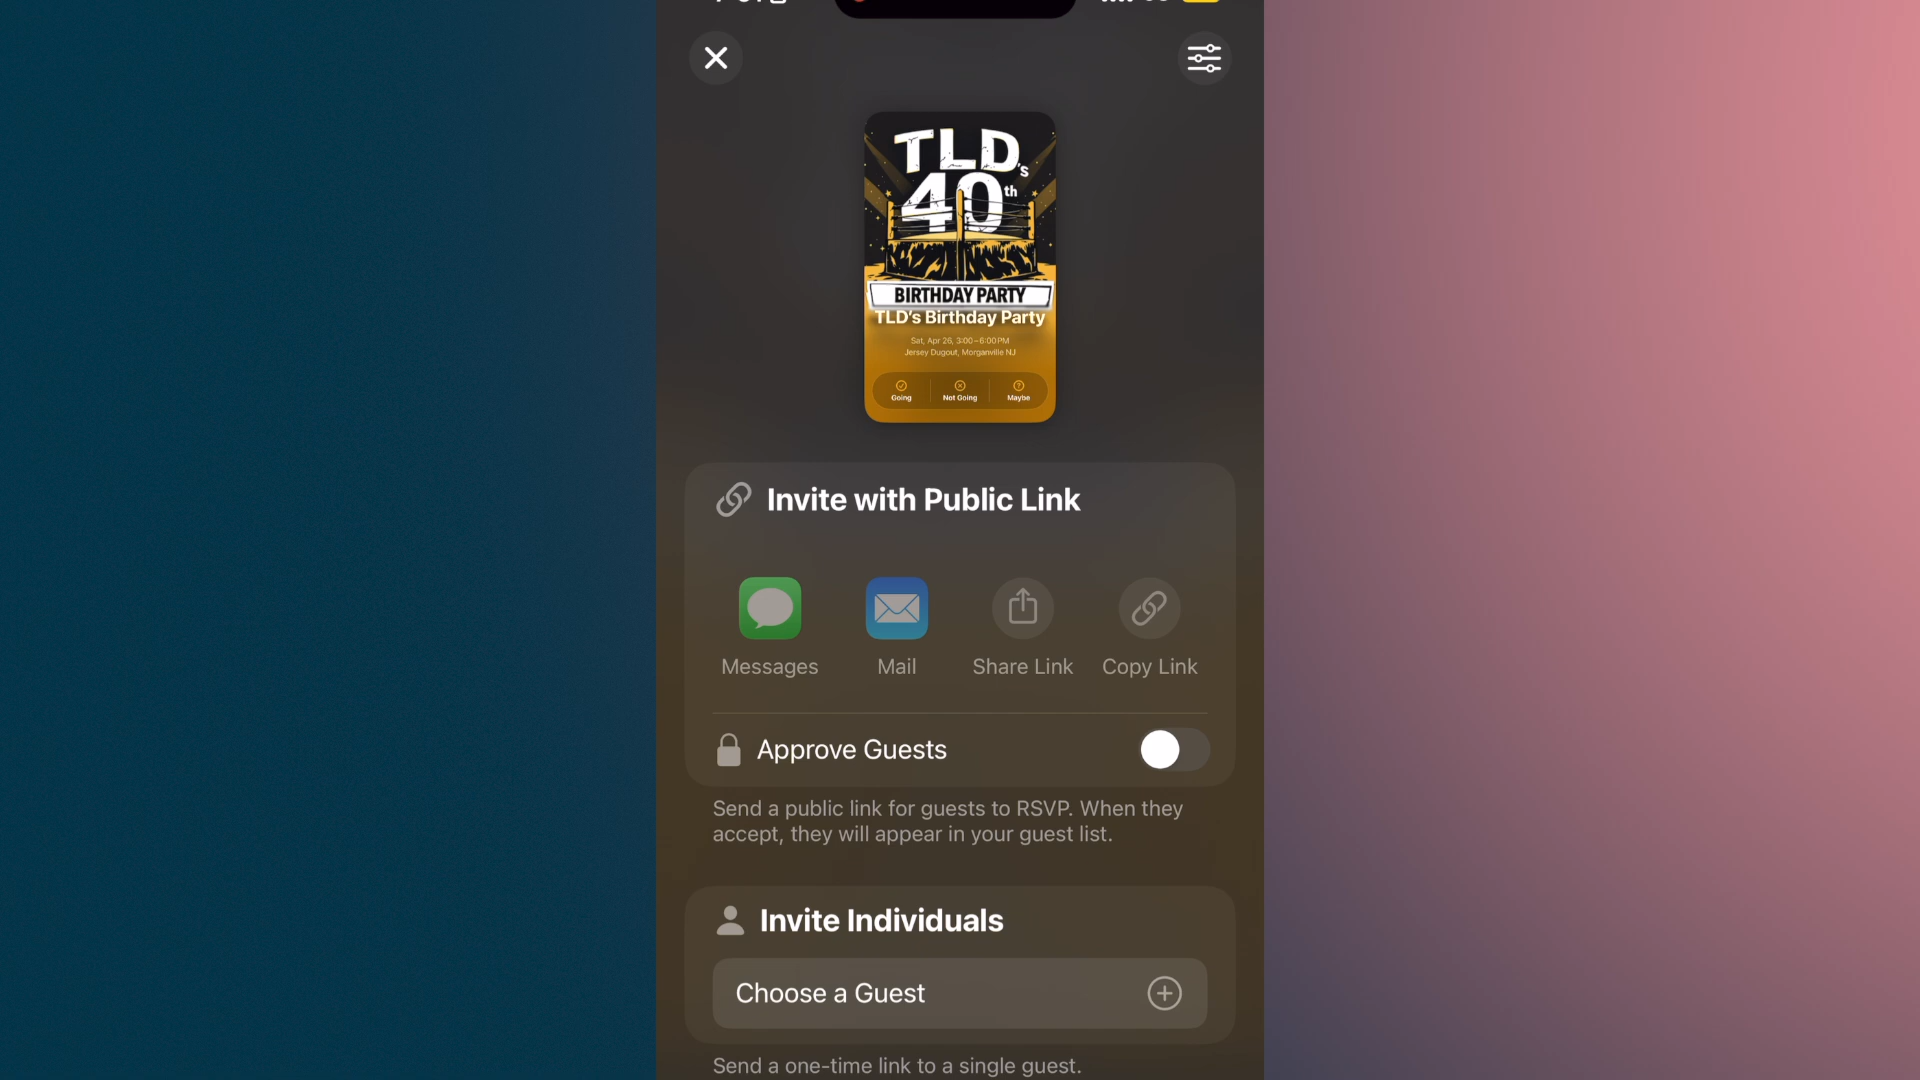 TLD's
40th
BIRTHDAY PARTY
TLD's Birthday Party
Sat, Apr 26, 3:00–6:00 PM
Jersey Dugout, Morganville NJ
Going Not Going Maybe
Invite with Public Link
Messages Mail Share Link Copy Link
Approve Guests
Send a public link for guests to RSVP. When they
accept, they will appear in your guest list.
Invite Individuals
Choose a Guest
Send a one-time link to a single guest.